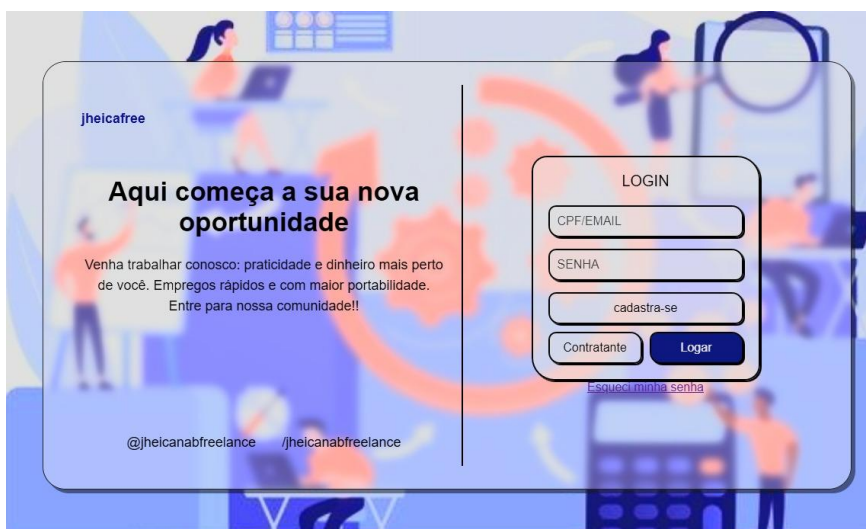 jheicafree
Aqui começa a sua nova
oportunidade
Venha trabalhar conosco: praticidade e dinheiro mais perto
de você. Empregos rápidos e com maior portabilidade.
Entre para nossa comunidade!!
@jheicanabfreelance /jheicanabfreelance
LOGIN
CPF/EMAIL
SENHA
cadastra-se
Contratante Logar
Esqueci minha senha